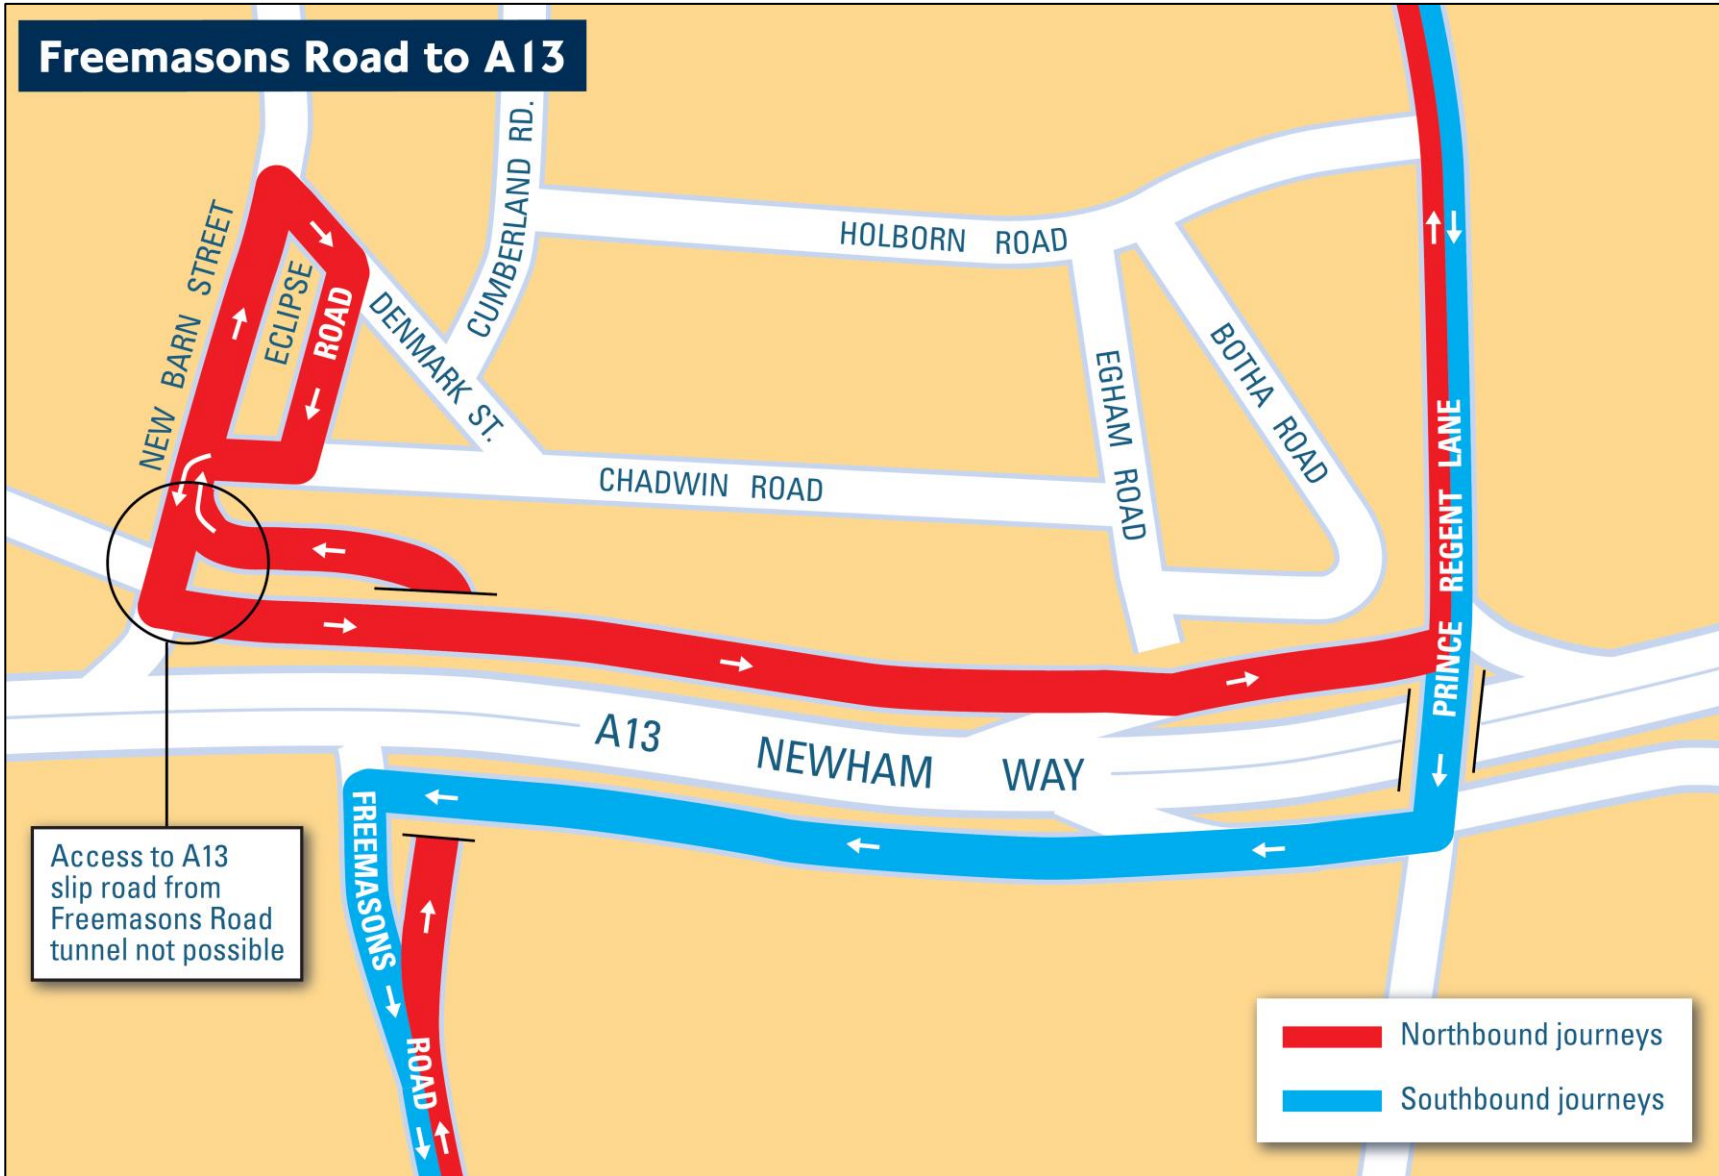 Freemasons Road to A13
CUMBERLAND RD.
NEW BARN STREET
ECLIPSE
ROAD
DENMARK ST.
HOLBORN ROAD
EGHAM ROAD
BOTHA ROAD
CHADWIN ROAD
PRINCE REGENT LANE
A13 NEWHAM WAY
FREEMASONS
ROAD
Access to A13
slip road from
Freemasons Road
tunnel not possible
Northbound journeys
Southbound journeys